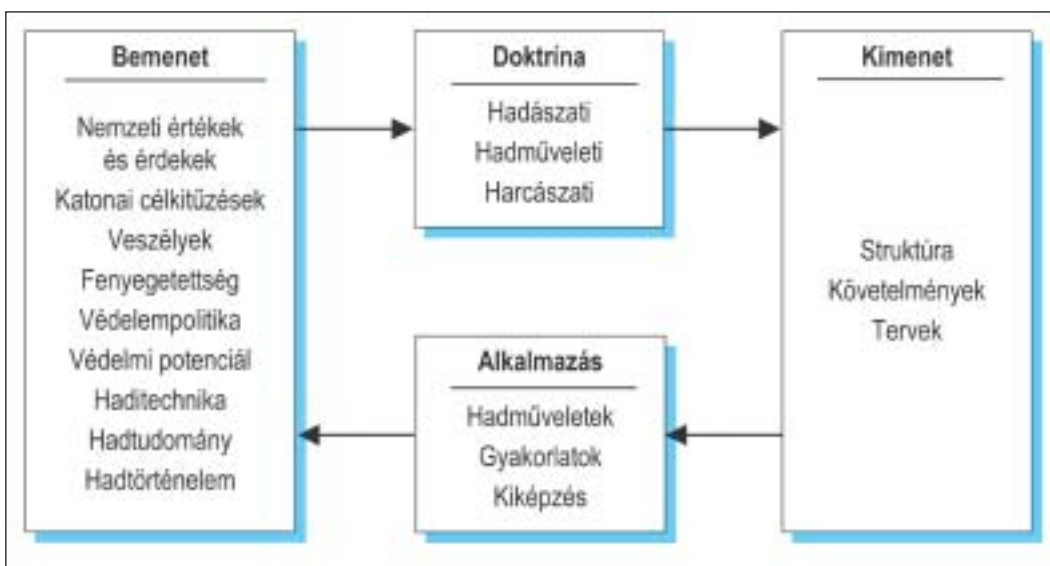 Bemenet
Nemzeti értékek
és érdekek
Katonai célkitűzések
Veszélyek
Fenyegetettség
Védelempolitika
Védelmi potenciál
Haditechnika
Hadtudomány
Hadtörténelem
Doktrina
Hadászati
Hadműveleti
Harcászati
Kimenet
Struktúra
Követelmények
Tervek
Alkalmazás
Hadműveletek
Gyakorlatok
Kiképzés